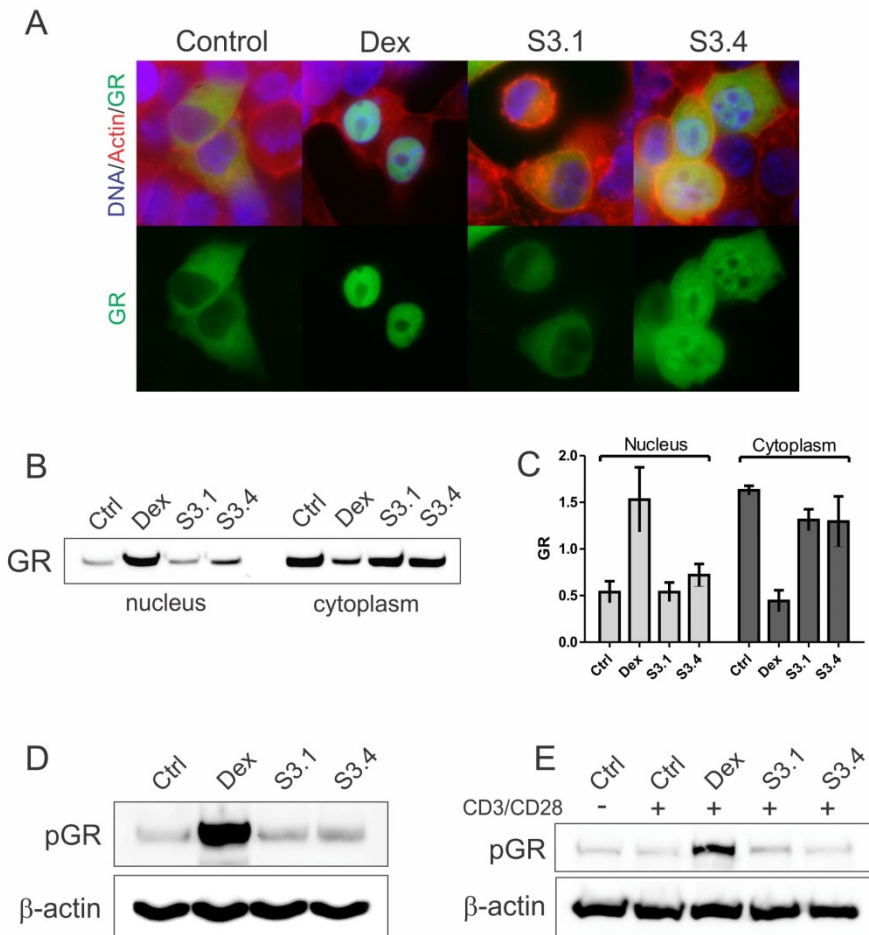 A
Control Dex S3.1 S3.4
DNA/Actin/GR
GR
B
Ctrl Dex S3.1 S3.4 Ctrl Dex S3.1 S3.4
GR
nucleus cytoplasm
C
Nucleus Cytoplasm
2.0
1.5
1.0
0.5
0.0
GR
Ctrl Dex S3.1 S3.4 Ctrl Dex S3.1 S3.4
D
Ctrl Dex S3.1 S3.4
pGR
β-actin
E
Ctrl Ctrl Dex S3.1 S3.4
CD3/CD28 - + + + +
pGR
β-actin